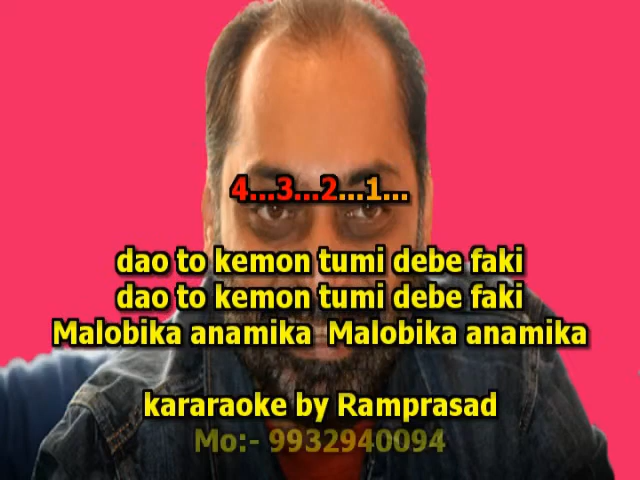 4...3...2...1...
dao to kemon tumi debe faki
dao to kemon tumi debe faki
Malobika anamika  Malobika anamika
kararaoke by Ramprasad
Mo:- 9932940094